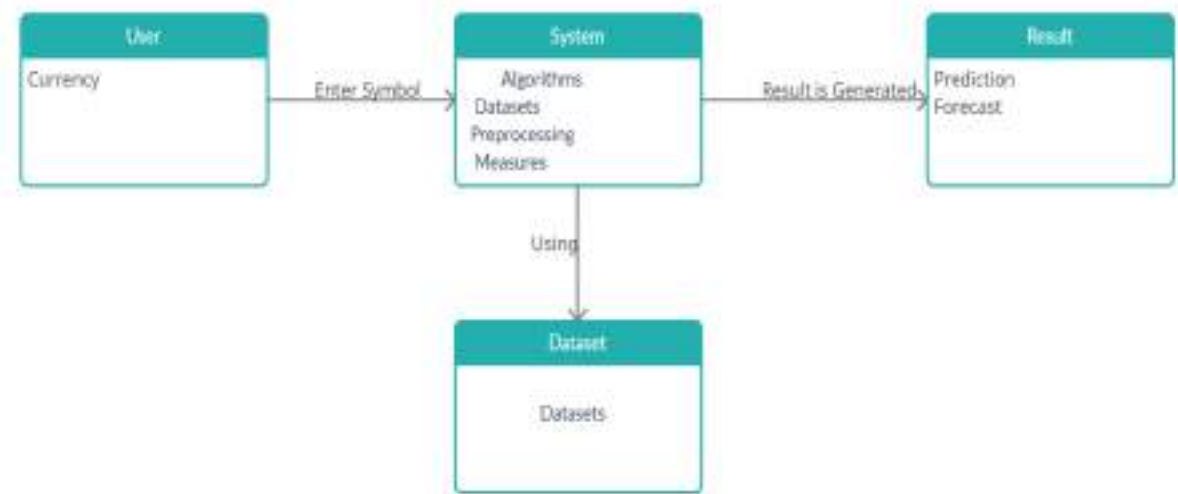 User
Currency
Enter Symbol
System
Algorithms
Datasets
Preprocessing
Measures
Result is Generated
Result
Prediction
Forecast
Using
Dataset
Datasets